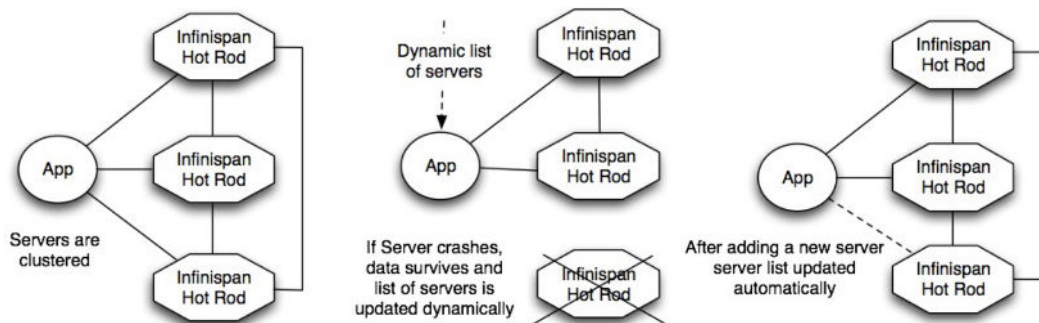 Infinispan
Hot Rod
App
Infinispan
Hot Rod
Servers are
clustered
Infinispan
Hot Rod
Dynamic list
of servers
Infinispan
Hot Rod
App
Infinispan
Hot Rod
If Server crashes,
data survives and
list of servers is
updated dynamically
Infinispan
Hot Rod
Infinispan
Hot Rod
App
Infinispan
Hot Rod
After adding a new server
server list updated
automatically
Infinispan
Hot Rod